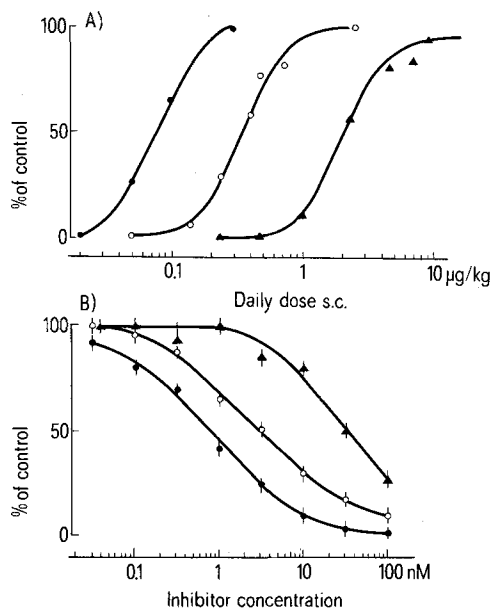 A)
100
50
0
% of control
0.1 1 10 µg/kg
Daily dose s.c.
B)
100
50
0
% of control
0.1 1 10 100 nM
Inhibitor concentration